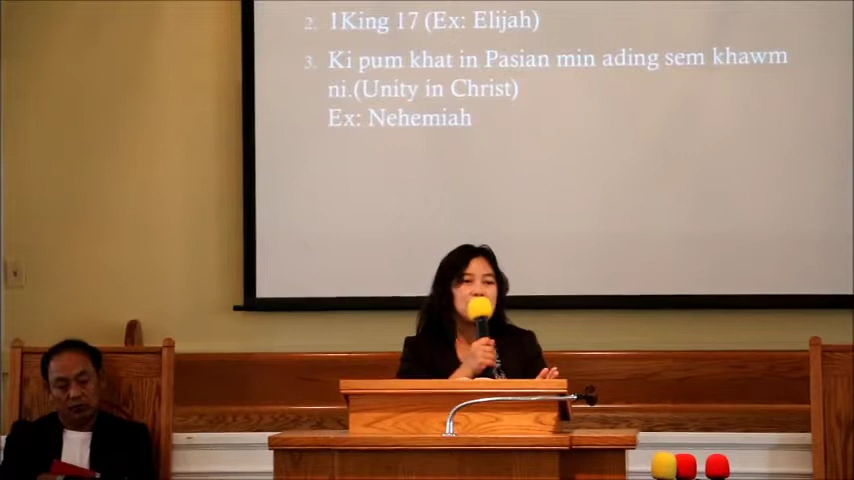 2. 1King 17 (Ex: Elijah)
3. Ki pum khat in Pasian min ading sem khawm
ni.(Unity in Christ)
Ex: Nehemiah